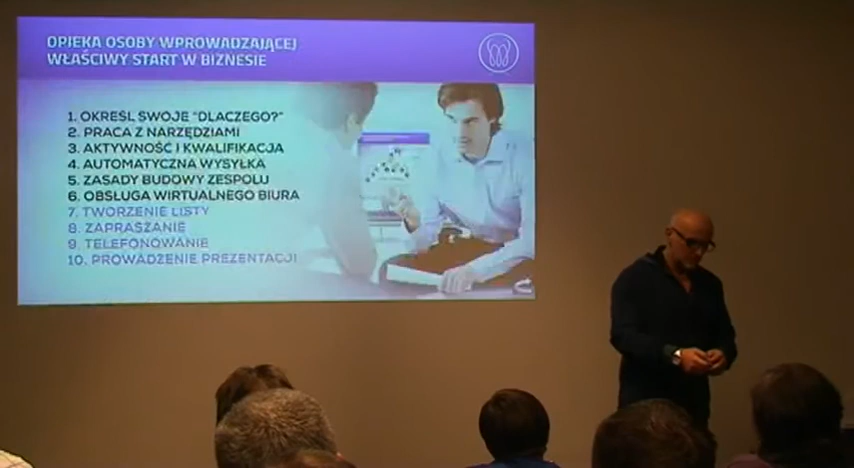 OPIEKA OSOBY WPROWADZAJĄCEJ
WŁAŚCIWY START W BIZNESIE
1. OKREŚL SWOJE "DLACZEGO?"
2. PRACA Z NARZĘDZIAMI
3. AKTYWNOŚĆ I KWALIFIKACJA
4. AUTOMATYCZNA WYSYŁKA
5. ZASADY BUDOWY ZESPOŁU
6. OBSŁUGA WIRTUALNEGO BIURA
7. TWORZENIE LISTY
8. ZAPRASZANIE
9. TELEFONOWANIE
10. PROWADZENIE PREZENTACJI